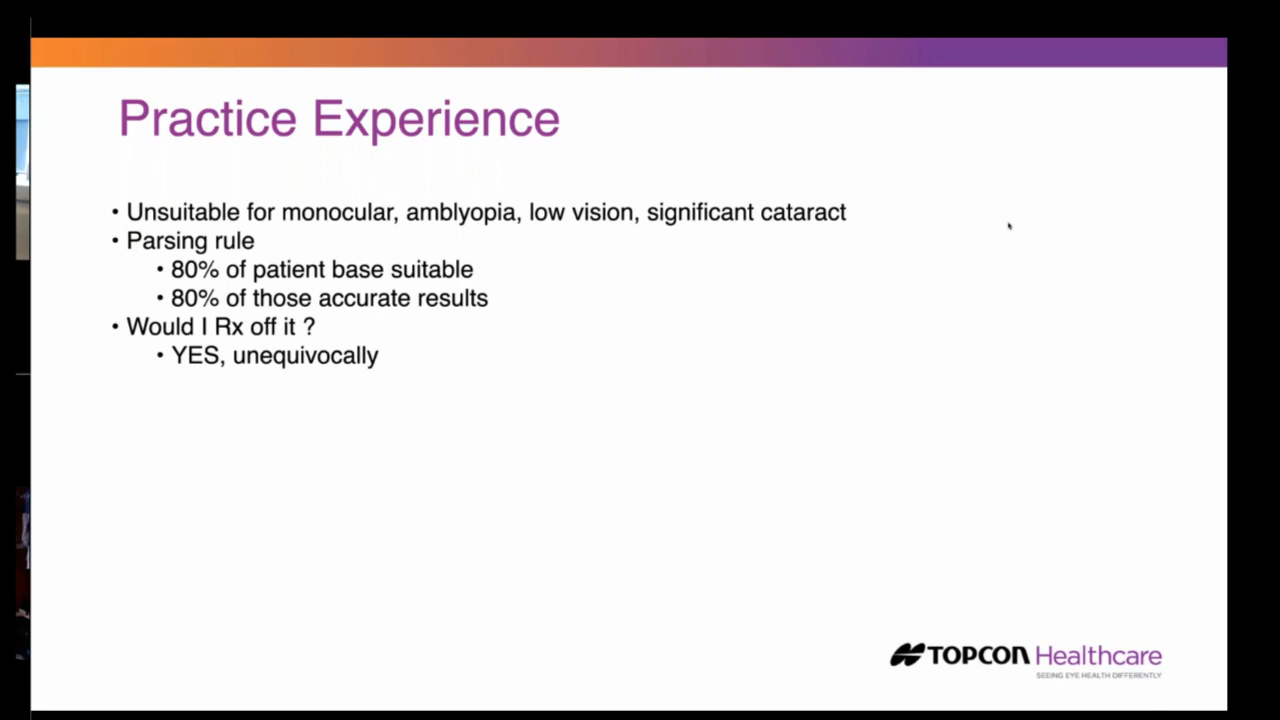 Practice Experience
• Unsuitable for monocular, amblyopia, low vision, significant cataract
• Parsing rule
• 80% of patient base suitable
• 80% of those accurate results
• Would I Rx off it ?
• YES, unequivocally
TOPCON Healthcare
SEEING EYE HEALTH DIFFERENTLY